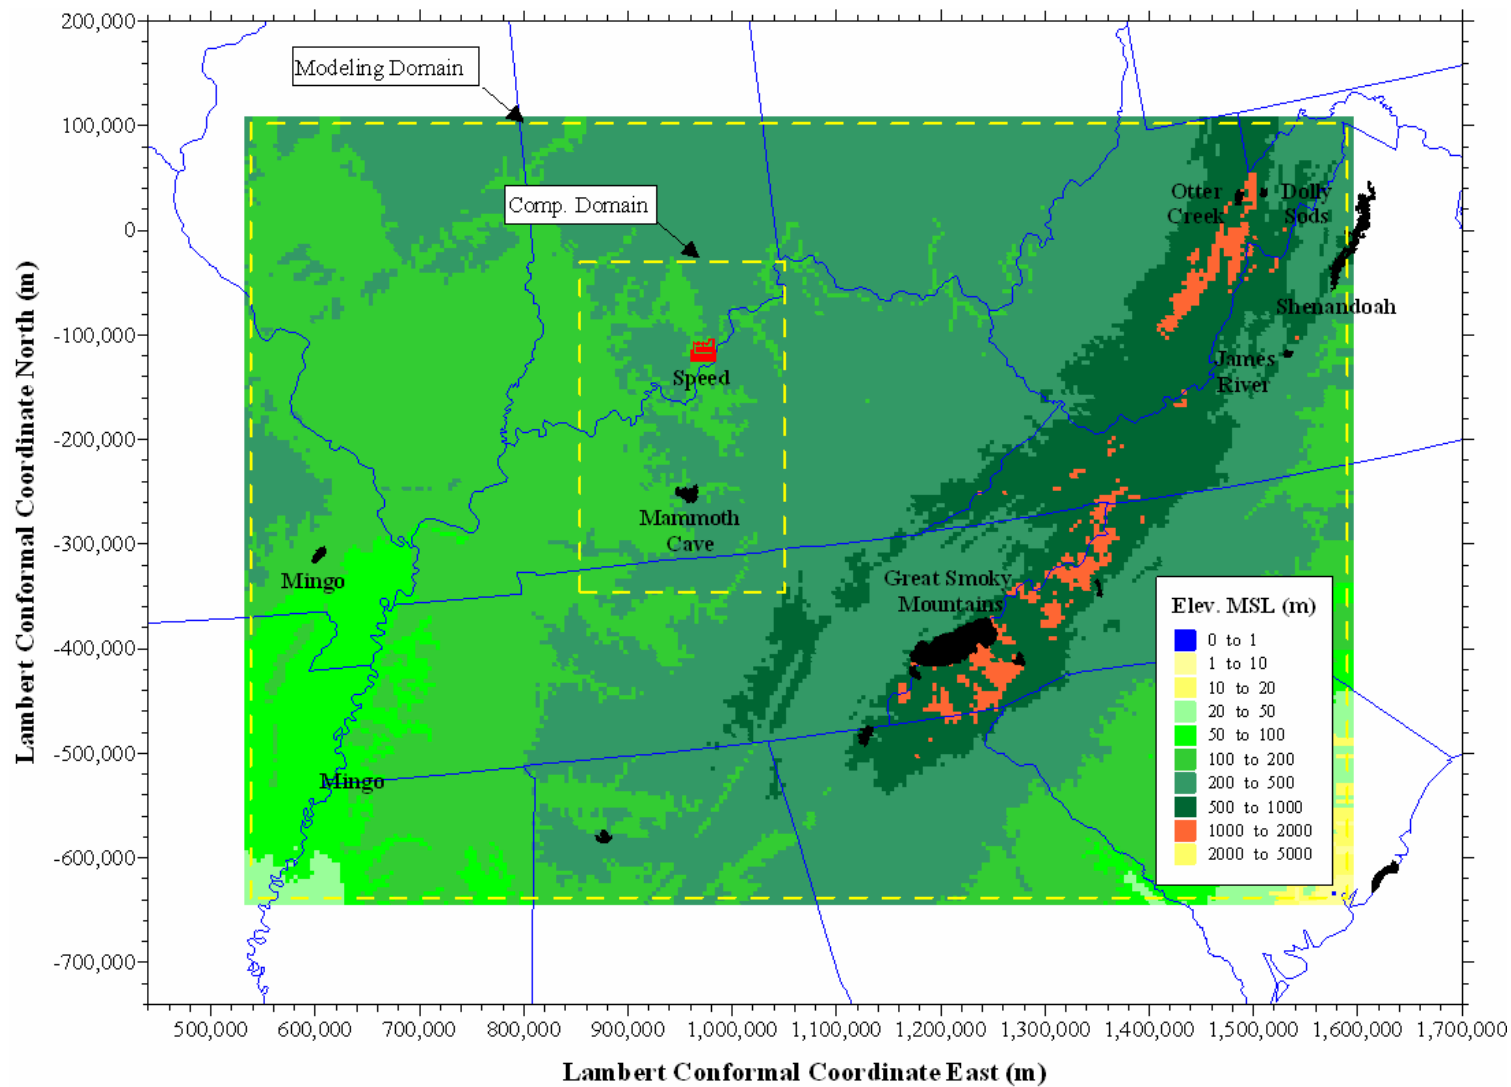 200,000
100,000
0
-100,000
-200,000
-300,000
-400,000
-500,000
-600,000
-700,000
Lambert Conformal Coordinate North (m)
Modeling Domain
Comp. Domain
Otter
Creek
Dolly
Sods
Shenandoah
James
River
Speed
Mammoth
Cave
Mingo
Great Smoky
Mountains
Mingo
Elev. MSL (m)
0 to 1
1 to 10
10 to 20
20 to 50
50 to 100
100 to 200
200 to 500
500 to 1000
1000 to 2000
2000 to 5000
500,000 600,000 700,000 800,000 900,000 1,000,000 1,100,000 1,200,000 1,300,000 1,400,000 1,500,000 1,600,000 1,700,000
Lambert Conformal Coordinate East (m)